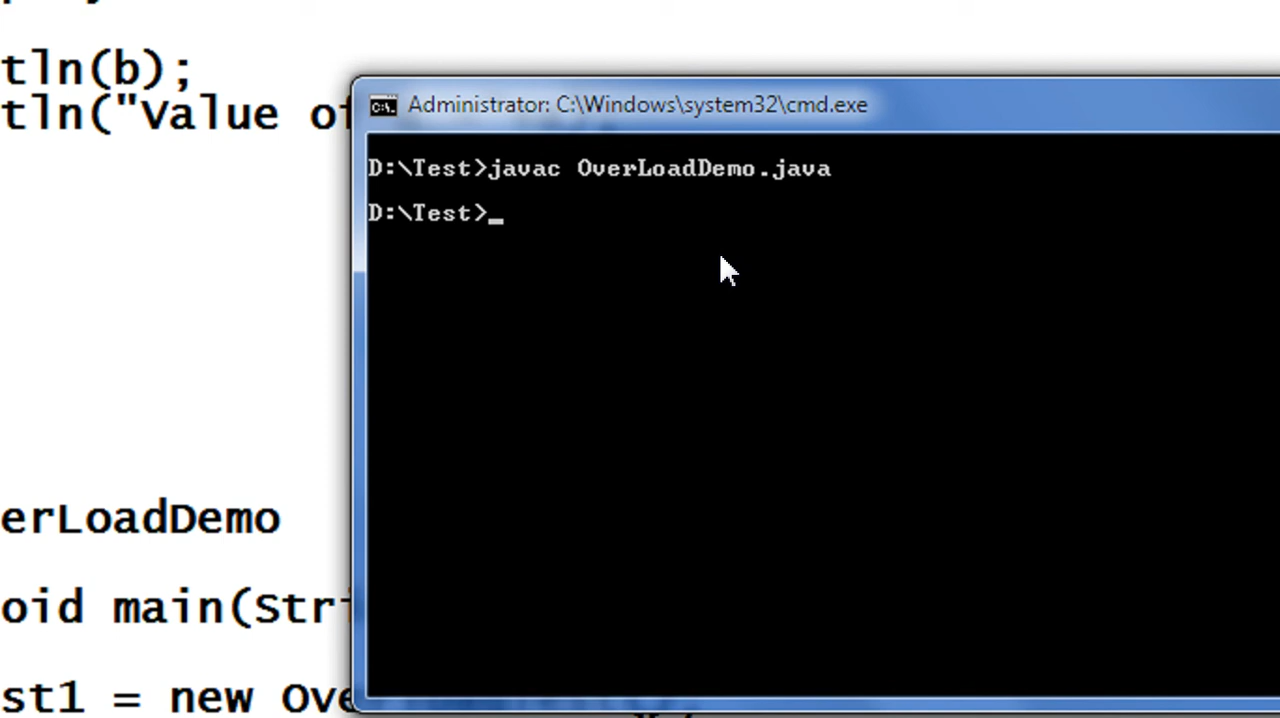 tln(b);
tln("Value of
Administrator: C:\Windows\system32\cmd.exe
D:\Test>javac OverLoadDemo.java
D:\Test>_
erLoadDemo
oid main(Stri
st1 = new Ove